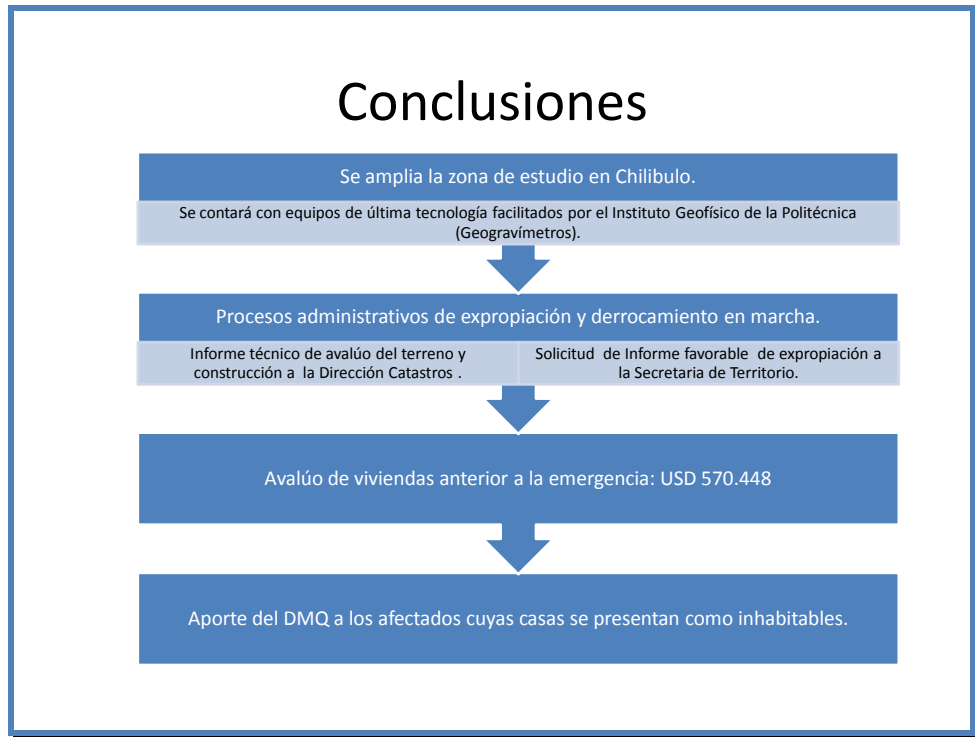 Conclusiones
Se amplia la zona de estudio en Chilibulo.
Se contará con equipos de última tecnología facilitados por el Instituto Geofísico de la Politécnica
(Geogravímetros).
Procesos administrativos de expropiación y derrocamiento en marcha.
Informe técnico de avalúo del terreno y
construcción a la Dirección Catastros .
Solicitud de Informe favorable de expropiación a
la Secretaria de Territorio.
Avalúo de viviendas anterior a la emergencia: USD 570.448
Aporte del DMQ a los afectados cuyas casas se presentan como inhabitables.